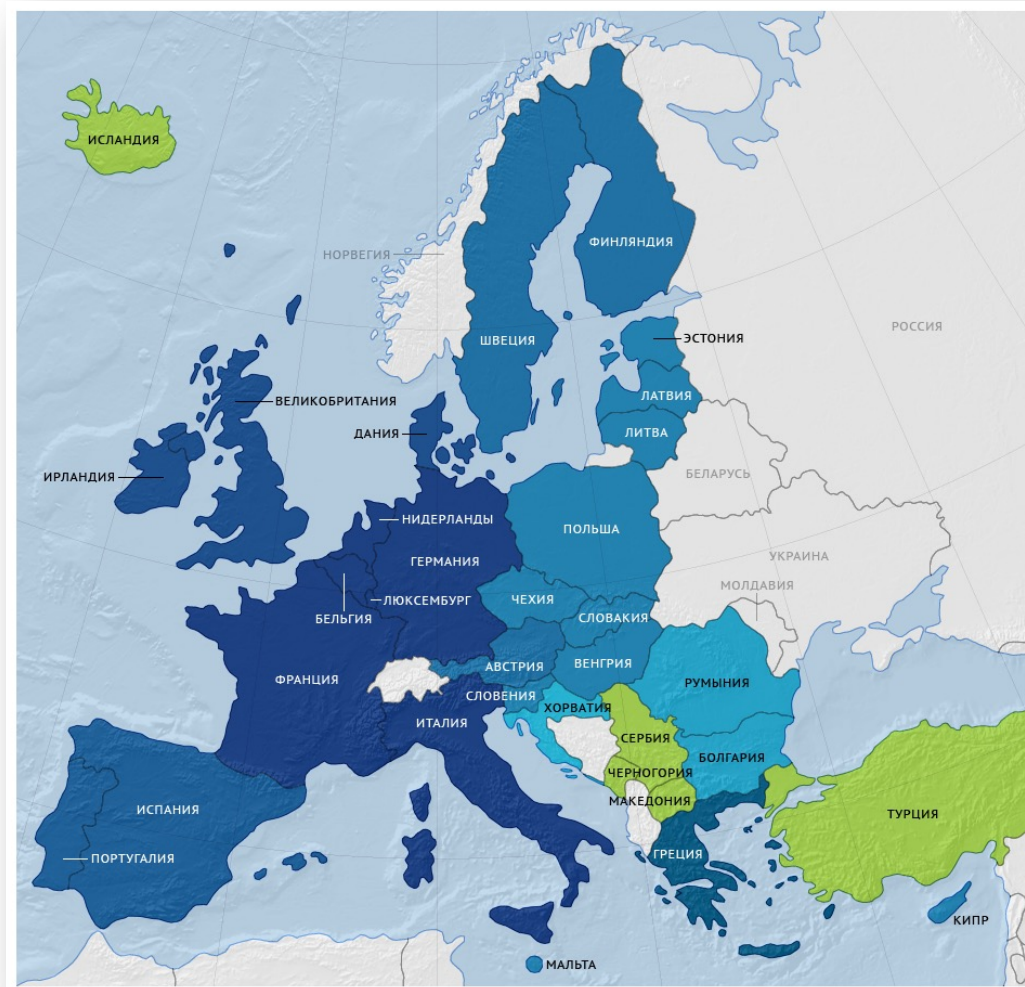 ИСЛАНДИЯ
ФИНЛЯНДИЯ
НОРВЕГИЯ
РОССИЯ
ШВЕЦИЯ
ЭСТОНИЯ
ЛАТВИЯ
ВЕЛИКОБРИТАНИЯ
ДАНИЯ
ЛИТВА
ИРЛАНДИЯ
БЕЛАРУСЬ
НИДЕРЛАНДЫ
ПОЛЬША
ГЕРМАНИЯ
УКРАИНА
МОЛДАВИЯ
ЛЮКСЕМБУРГ
ЧЕХИЯ
БЕЛЬГИЯ
СЛОВАКИЯ
АВСТРИЯ
ВЕНГРИЯ
ФРАНЦИЯ
РУМЫНИЯ
СЛОВЕНИЯ
ХОРВАТИЯ
ИТАЛИЯ
СЕРБИЯ
БОЛГАРИЯ
ЧЕРНОГОРИЯ
МАКЕДОНИЯ
ИСПАНИЯ
ТУРЦИЯ
ПОРТУГАЛИЯ
ГРЕЦИЯ
КИПР
МАЛЬТА